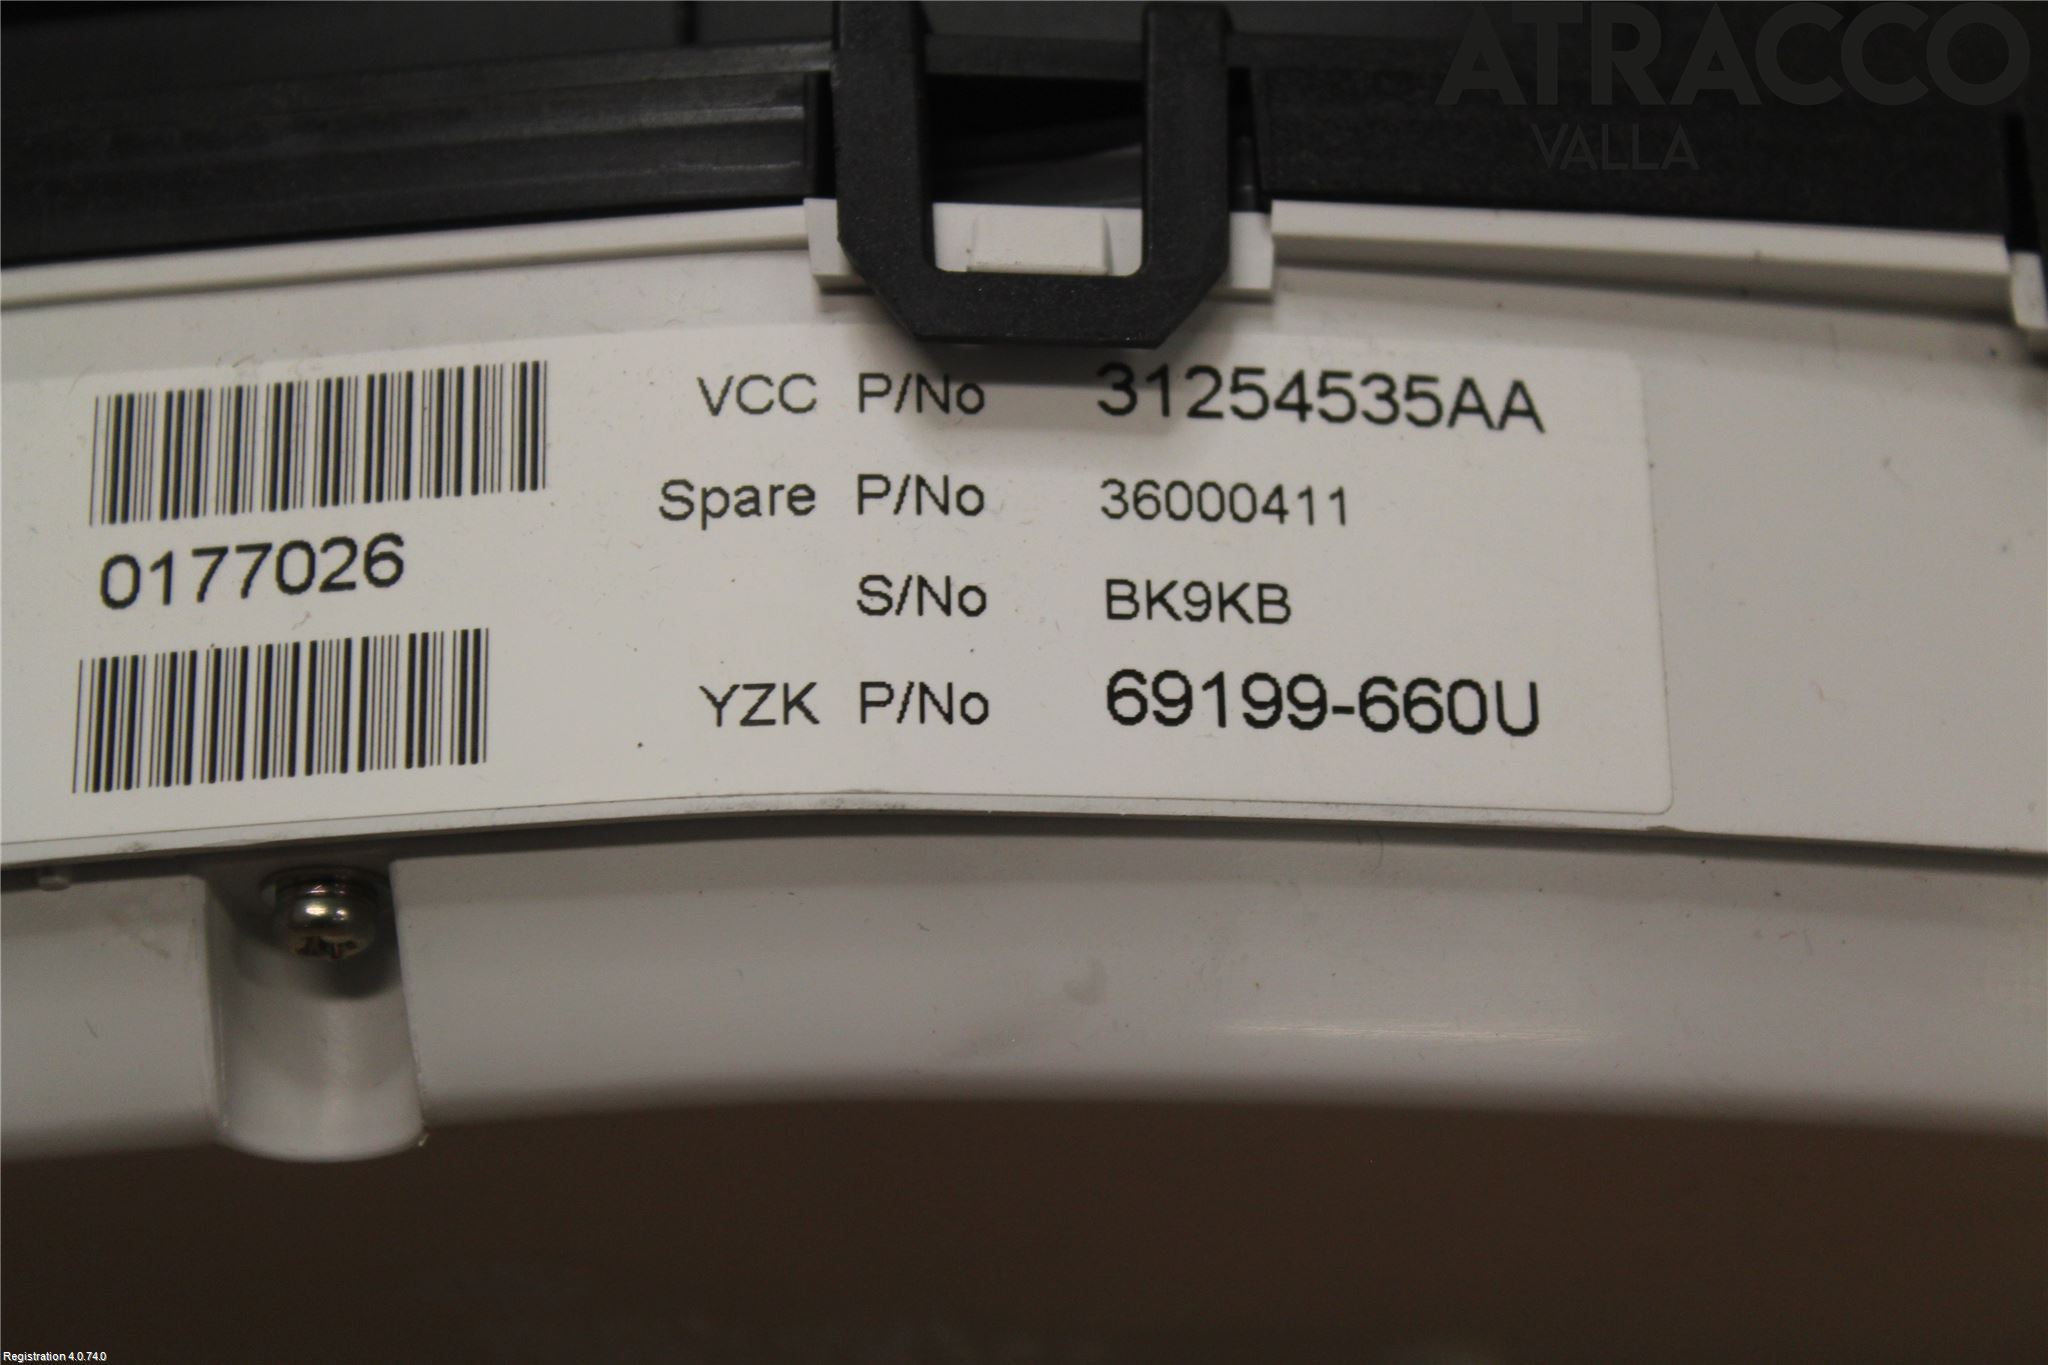 ATRACCO
VALLA
VCC P/No 31254535AA
Spare P/No 36000411
0177026
S/No BK9KB
YZK P/No 69199-660U
Registration 4.0.74.0